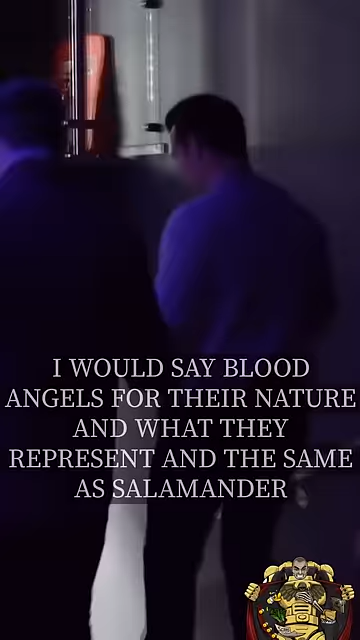 I WOULD SAY BLOOD
ANGELS FOR THEIR NATURE
AND WHAT THEY
REPRESENT AND THE SAME
AS SALAMANDER